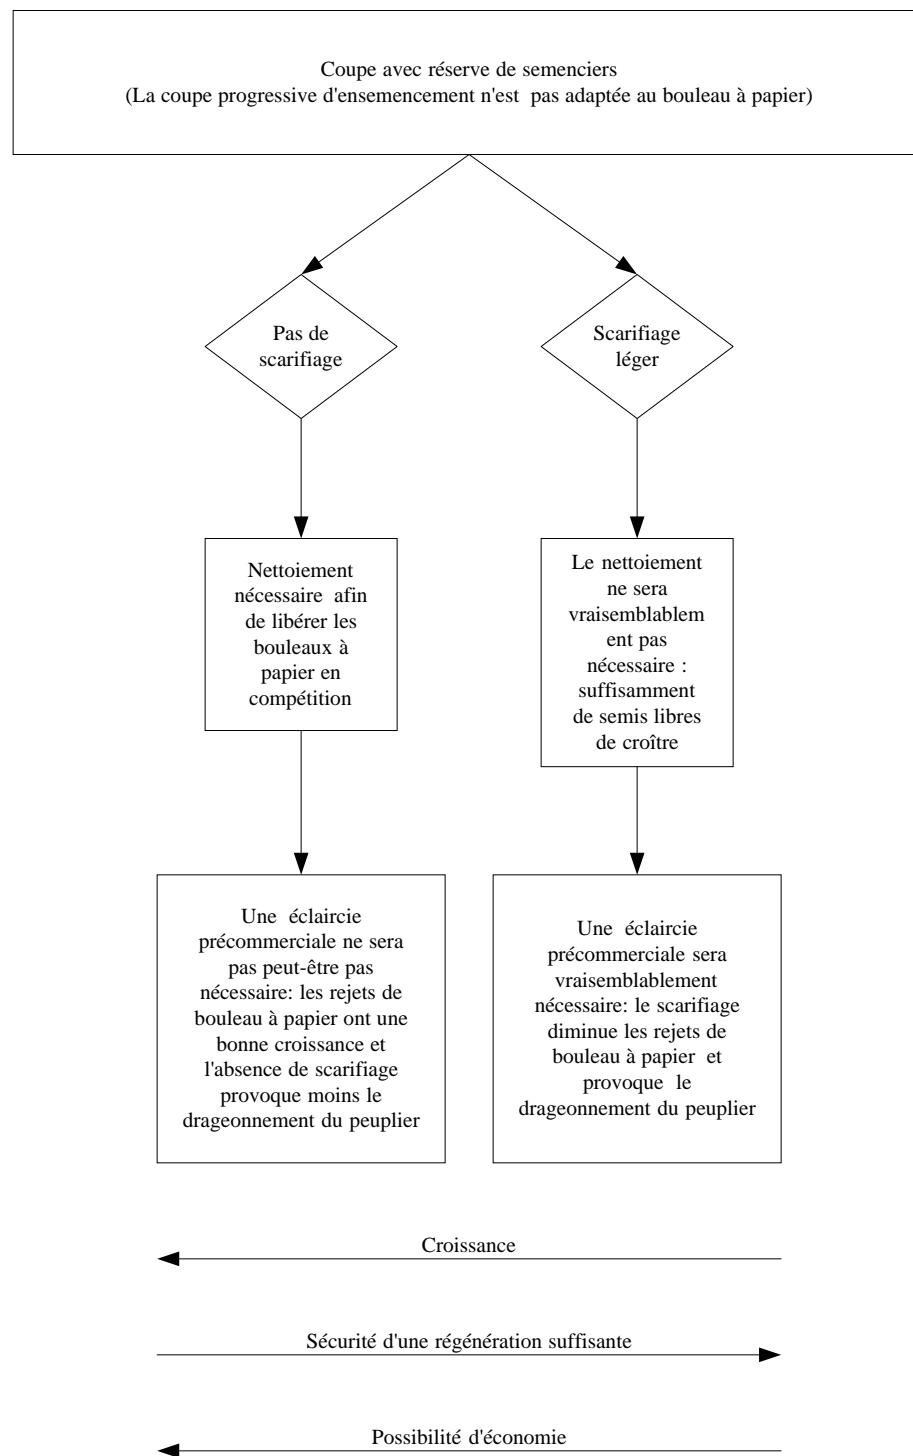 Coupe avec réserve de semenciers
(La coupe progressive d'ensemencement n'est pas adaptée au bouleau à papier)
Pas de
scarifiage
Scarifiage
léger
Nettoiement
nécessaire afin
de libérer les
bouleaux à
papier en
compétition
Le nettoiement
ne sera
vraisemblablem
ent pas
nécessaire :
suffisamment
de semis libres
de croître
Une éclaircie
précommerciale ne sera
pas peut-être pas
nécessaire: les rejets de
bouleau à papier ont une
bonne croissance et
l'absence de scarifiage
provoque moins le
drageonnement du peuplier
Une éclaircie
précommerciale sera
vraisemblablement
nécessaire: le scarifiage
diminue les rejets de
bouleau à papier et
provoque le
drageonnement du peuplier
Croissance
Sécurité d'une régénération suffisante
Possibilité d'économie